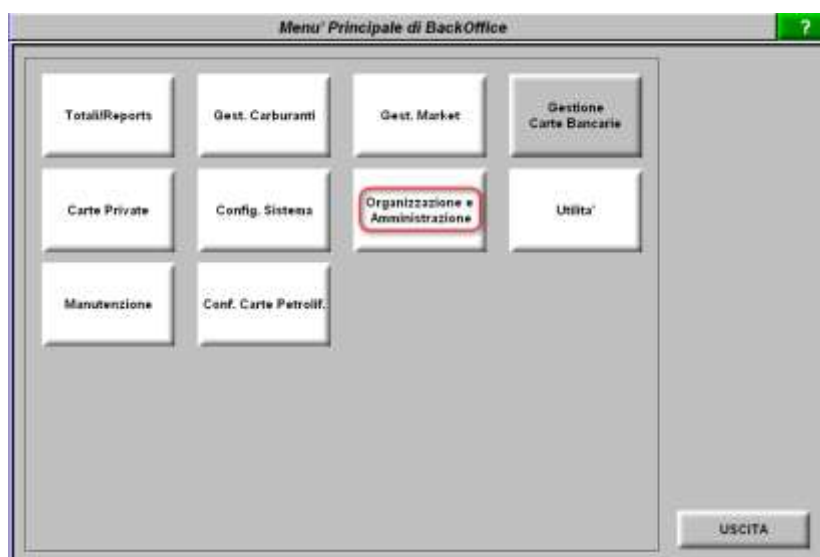 Menu' Principale di BackOffice ?
Totali/Reports
Gest. Carburanti
Gest. Market
Gestione
Carte Bancarie
Carte Private
Config. Sistema
Organizzazione e
Amministrazione
Utilita'
Manutenzione
Conf. Carte Petrolif.
USCITA